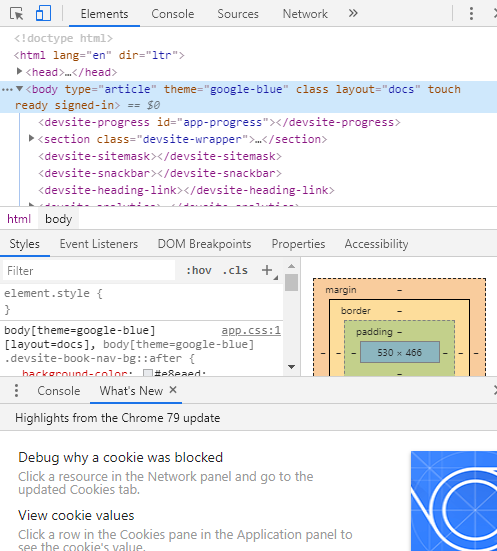 Elements Console Sources Network »
<!doctype html>
<html lang="en" dir="ltr">
<head>…</head>
<body type="article" theme="google-blue" class layout="docs" touch
ready signed-in> == $0
<devsite-progress id="app-progress"></devsite-progress>
<section class="devsite-wrapper">…</section>
<devsite-sitemask></devsite-sitemask>
<devsite-snackbar></devsite-snackbar>
<devsite-heading-link></devsite-heading-link>
<devsite-analytics></devsite-analytics>
html body
Styles Event Listeners DOM Breakpoints Properties Accessibility
Filter :hov .cls +
element.style {
}
body[theme=google-blue] app.css:1
[layout=docs], body[theme=google-blue]
.devsite-book-nav-bg::after {
background-color: #e8eaed;
margin –
border –
padding –
– – – 530 × 466 – – –
–
Console What's New ✕
Highlights from the Chrome 79 update
Debug why a cookie was blocked
Click a resource in the Network panel and go to the
updated Cookies tab.
View cookie values
Click a row in the Cookies pane in the Application panel to
see the cookie's value.